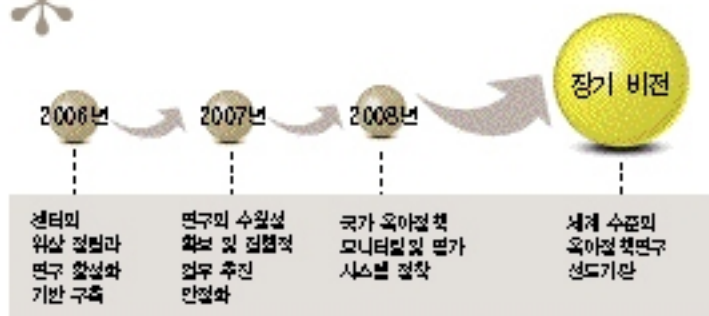 2006년
2007년
2008년
장기 비전
센터의
위상 정립과
연구 활성화
기반 구축
연구의 수월성
확보 및 집행적
업무 추진
안정화
국가 육아정책
모니터링 및 평가
시스템 정착
세계 수준의
육아정책연구
선도기관